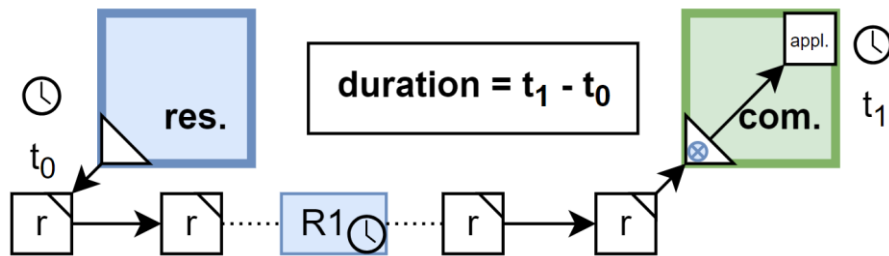 appl.
duration = t₁ - t₀
res.
com.
t₀
t₁
r
r
R1
r
r